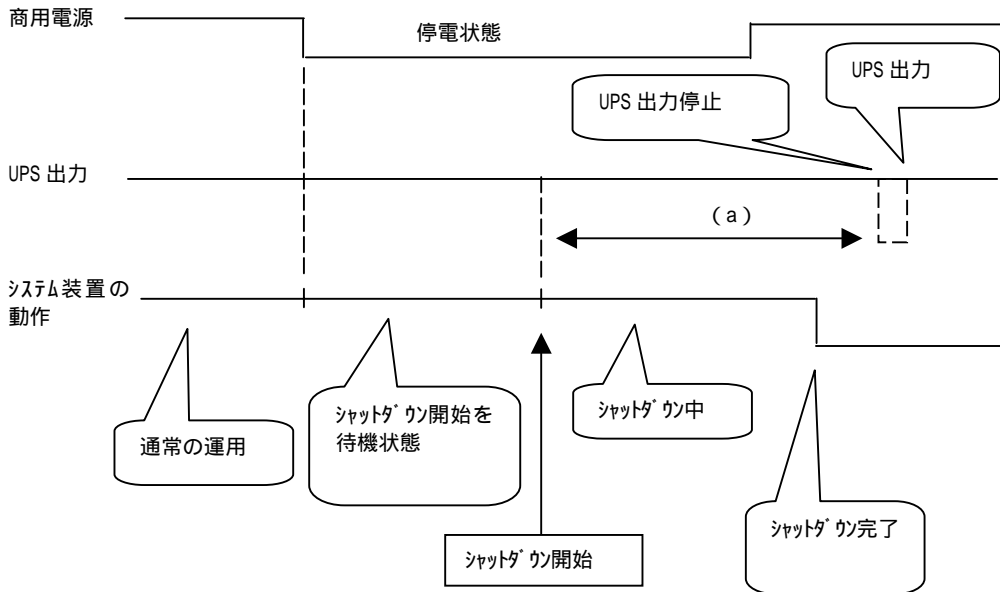 商用電源
停電状態
UPS 出力
UPS 出力停止
UPS 出力
(a)
ｼｽﾃﾑ装置の
動作
ｼｬｯﾄﾀﾞｳﾝ開始を
待機状態
ｼｬｯﾄﾀﾞｳﾝ中
通常の運用
ｼｬｯﾄﾀﾞｳﾝ完了
ｼｬｯﾄﾀﾞｳﾝ開始